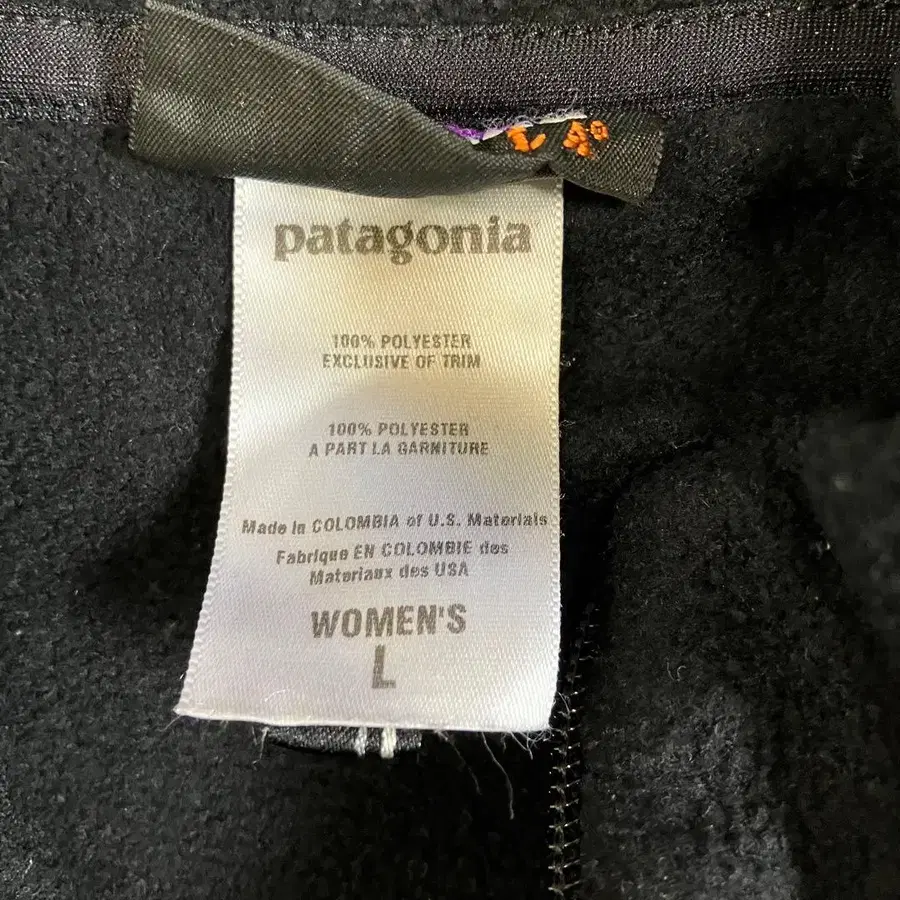 patagonia
100% POLYESTER
EXCLUSIVE OF TRIM
100% POLYESTER
A PART LA GARNITURE
Made in COLOMBIA of U.S. Materials
Fabrique EN COLOMBIE des
Materiaux des USA
WOMEN'S
L